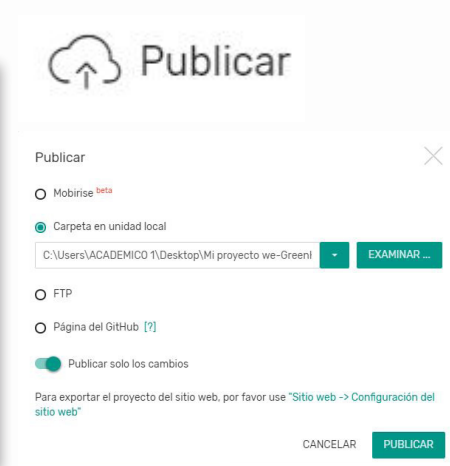 Publicar
Publicar
Mobirise beta
Carpeta en unidad local
C:\Users\ACADEMICO 1\Desktop\Mi proyecto we-Green
EXAMINAR ...
FTP
Página del GitHub [?]
Publicar solo los cambios
Para exportar el proyecto del sitio web, por favor use "Sitio web -> Configuración del
sitio web"
CANCELAR PUBLICAR